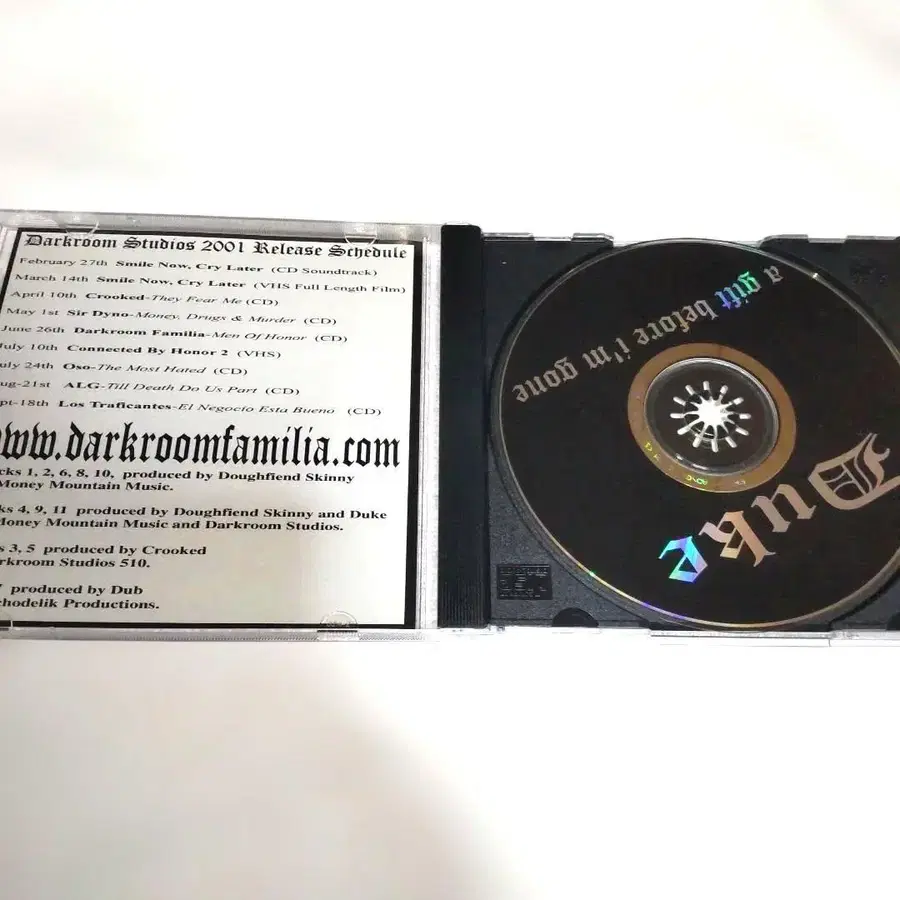 Darkroom Studios 2001 Release Schedule
February 27th Smile Now, Cry Later (CD Soundtrack)
March 14th Smile Now, Cry Later (VHS Full Length Film)
April 10th Crooked-They Fear Me (CD)
May 1st Sir Dyno-Money, Drugs & Murder (CD)
June 26th Darkroom Familia-Men Of Honor (CD)
July 10th Connected By Honor 2 (VHS)
July 24th Oso-The Most Hated (CD)
ug-21st ALG-Till Death Do Us Part (CD)
pt-18th Los Traficantes-El Negocio Esta Bueno (CD)
www.darkroomfamilia.com
cks 1, 2, 6, 8, 10, produced by Doughfiend Skinny
Money Mountain Music.
ks 4, 9, 11 produced by Doughfiend Skinny and Duke
Money Mountain Music and Darkroom Studios.
s 3, 5 produced by Crooked
rkroom Studios 510.
produced by Dub
chodelik Productions.
a gift before i'm gone
Duke